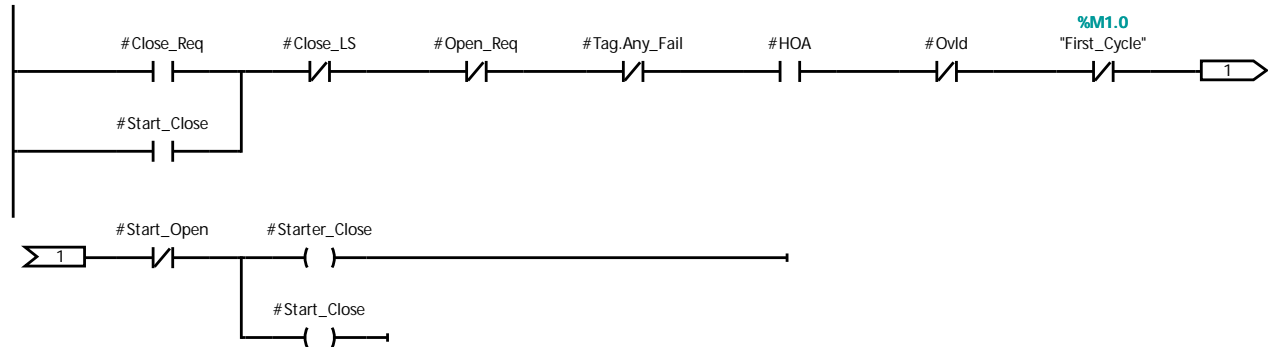 %M1.0
#Close_Req #Close_LS #Open_Req #Tag.Any_Fail #HOA #Ovld "First_Cycle"
1
#Start_Close
#Start_Open #Starter_Close
1
#Start_Close